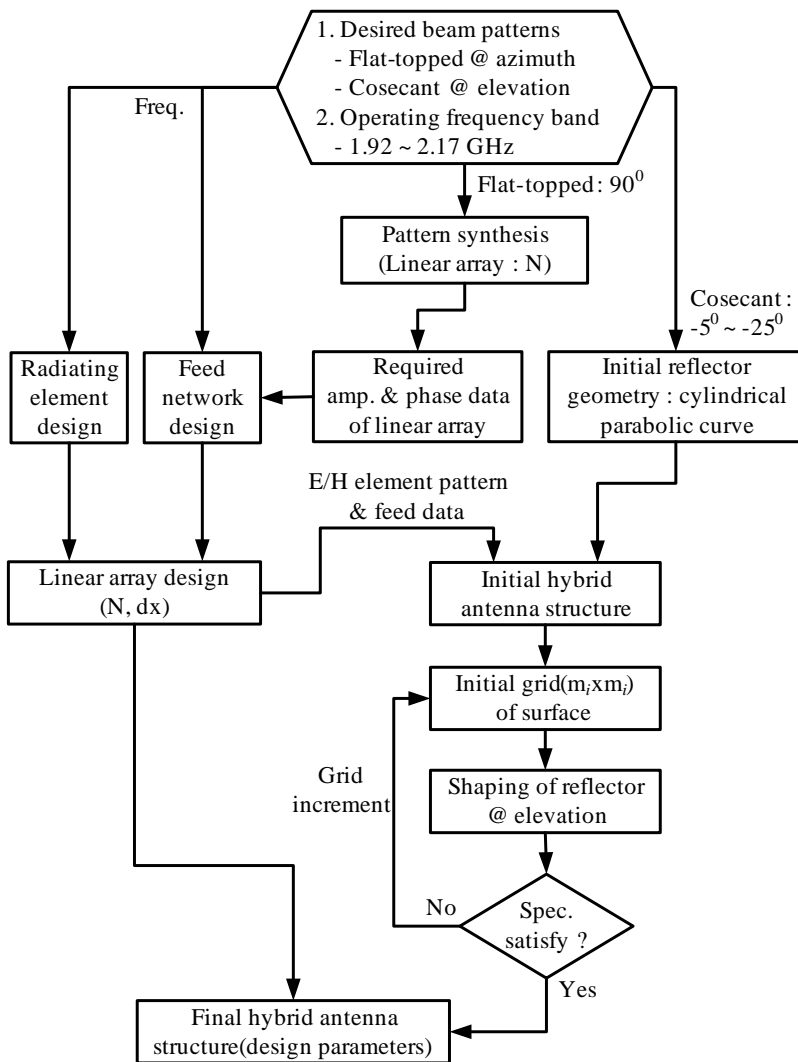 1. Desired beam patterns
- Flat-topped @ azimuth
- Cosecant @ elevation
2. Operating frequency band
- 1.92 ~ 2.17 GHz
Freq.
Flat-topped: 90⁰
Pattern synthesis
(Linear array : N)
Cosecant :
-5⁰ ~ -25⁰
Radiating
element
design
Feed
network
design
Required
amp. & phase data
of linear array
Initial reflector
geometry : cylindrical
parabolic curve
E/H element pattern
& feed data
Linear array design
(N, dx)
Initial hybrid
antenna structure
Initial grid(mᵢxmᵢ)
of surface
Grid
increment
Shaping of reflector
@ elevation
No
Spec.
satisfy ?
Yes
Final hybrid antenna
structure(design parameters)